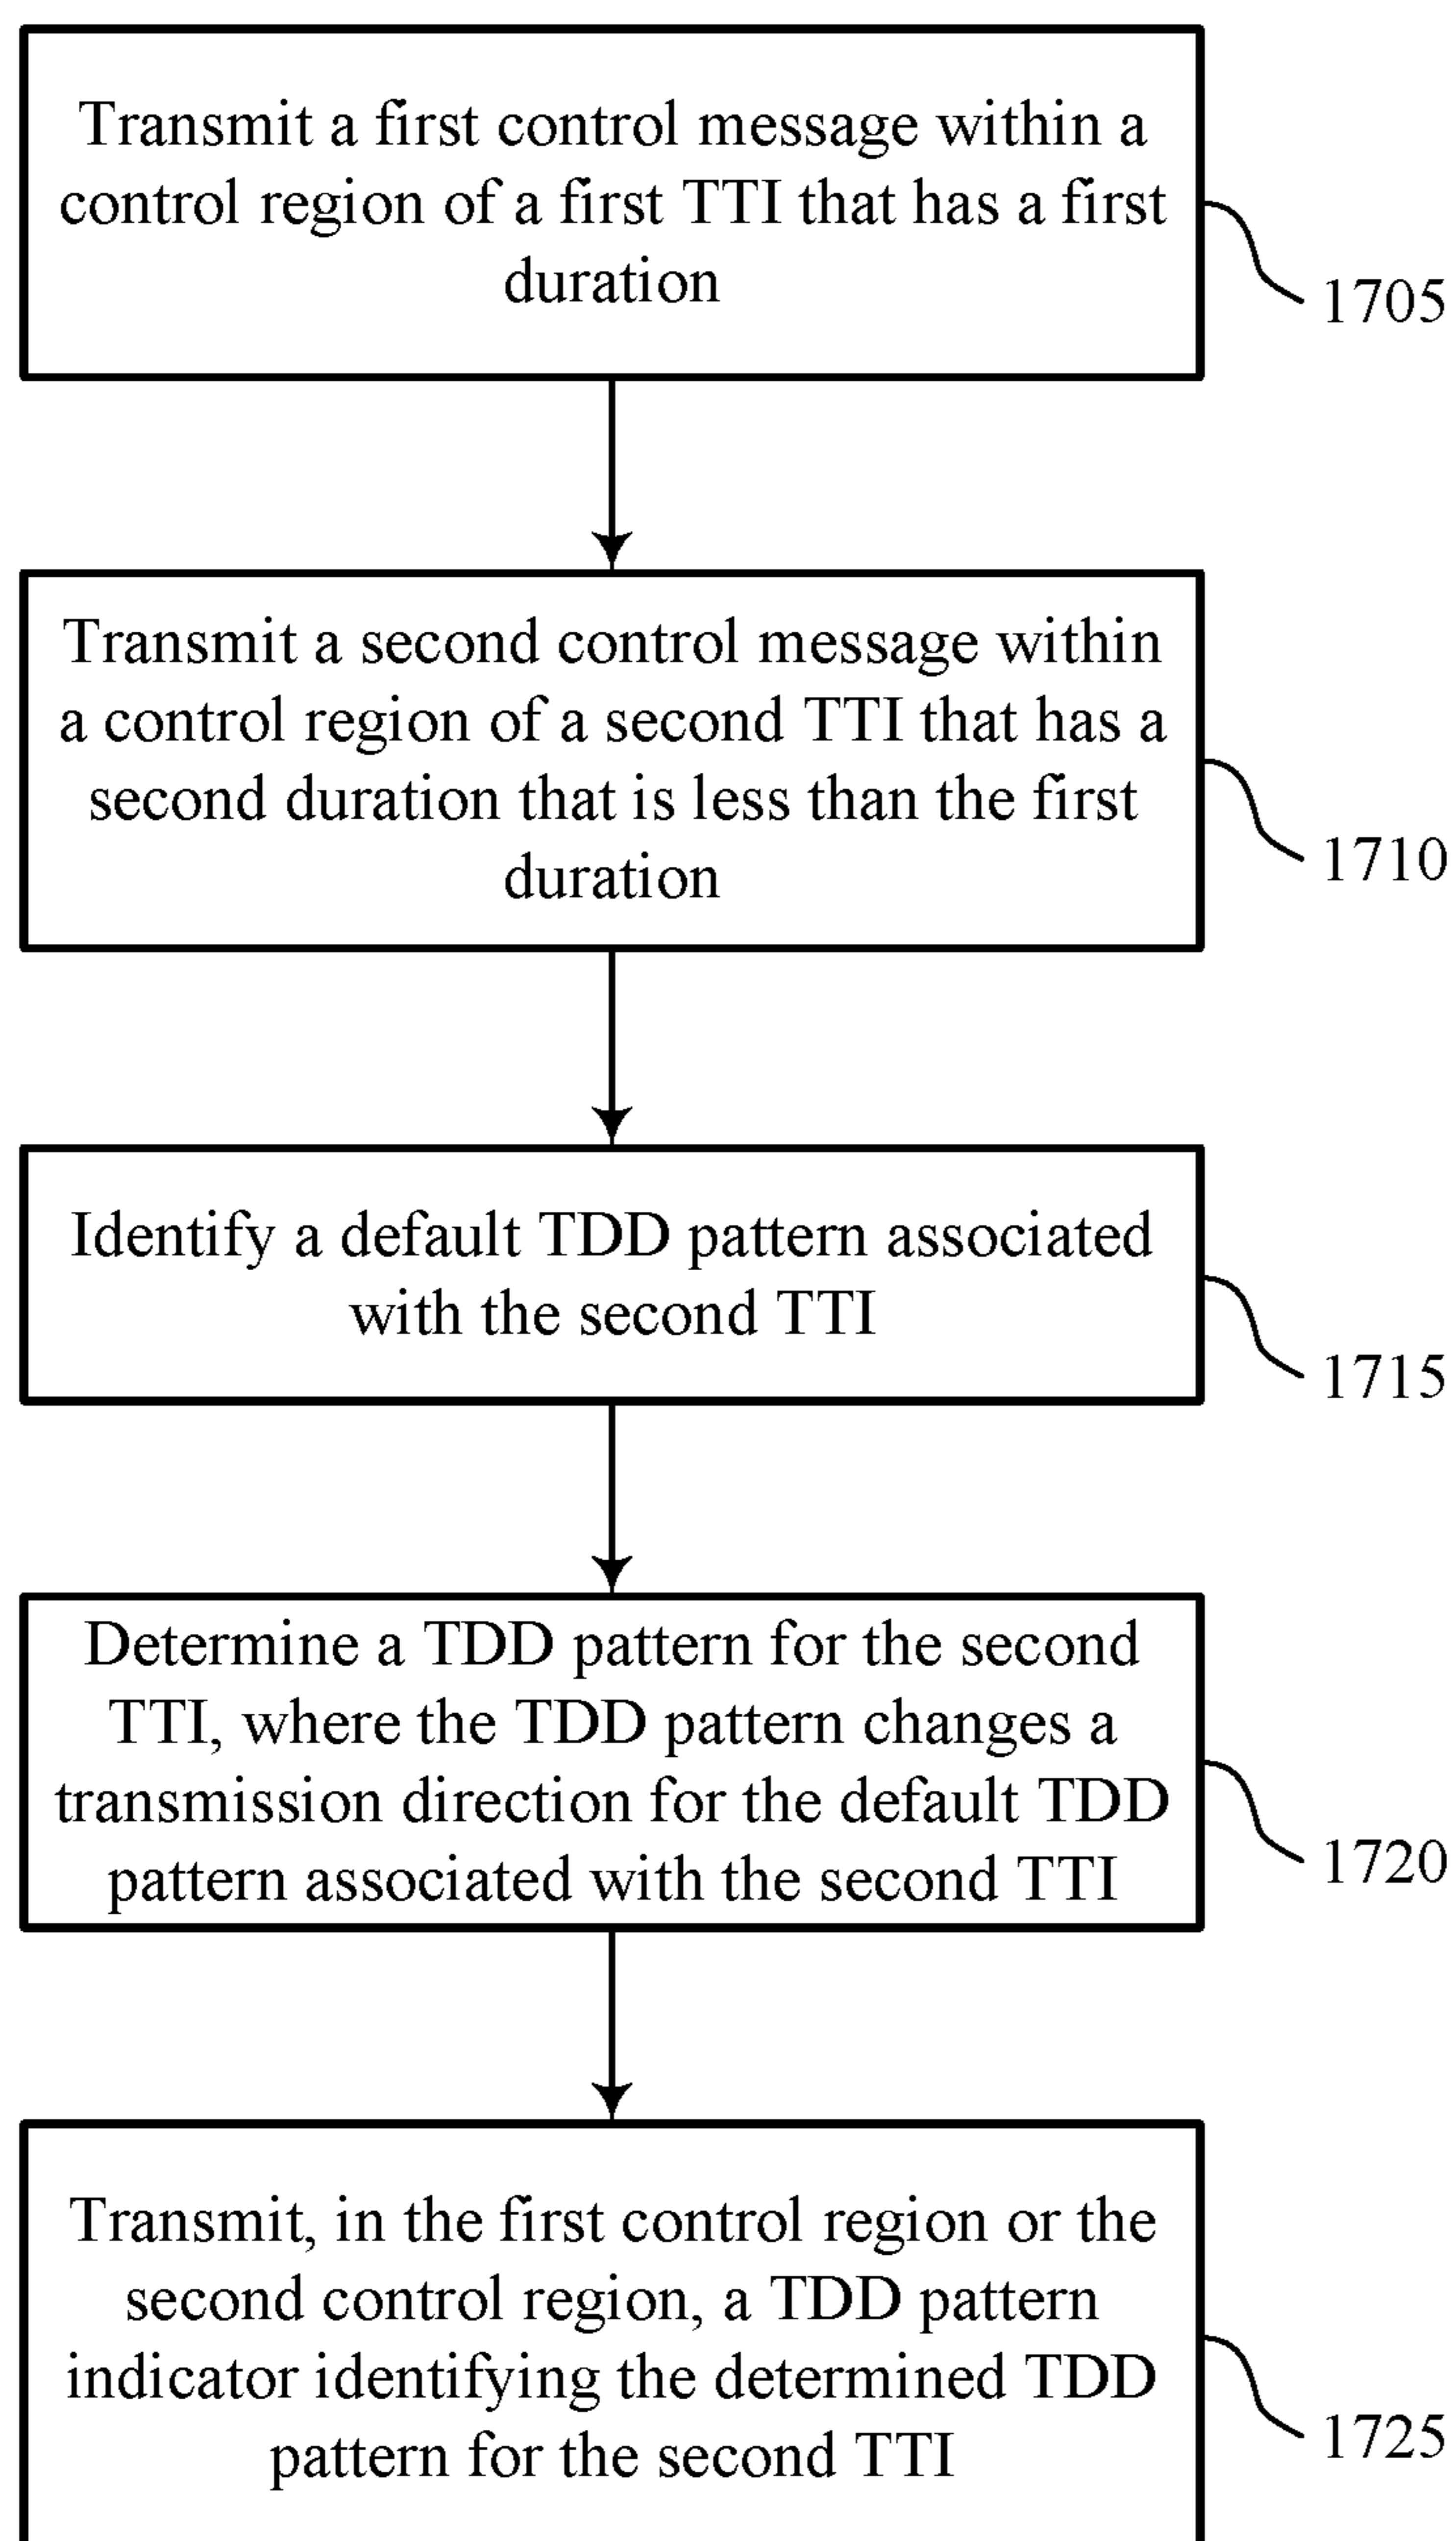 Transmit a first control message within a
control region of a first TTI that has a first
duration
1705
Transmit a second control message within
a control region of a second TTI that has a
second duration that is less than the first
duration
1710
Identify a default TDD pattern associated
with the second TTI
1715
Determine a TDD pattern for the second
TTI, where the TDD pattern changes a
transmission direction for the default TDD
pattern associated with the second TTI
1720
Transmit, in the first control region or the
second control region, a TDD pattern
indicator identifying the determined TDD
pattern for the second TTI
1725